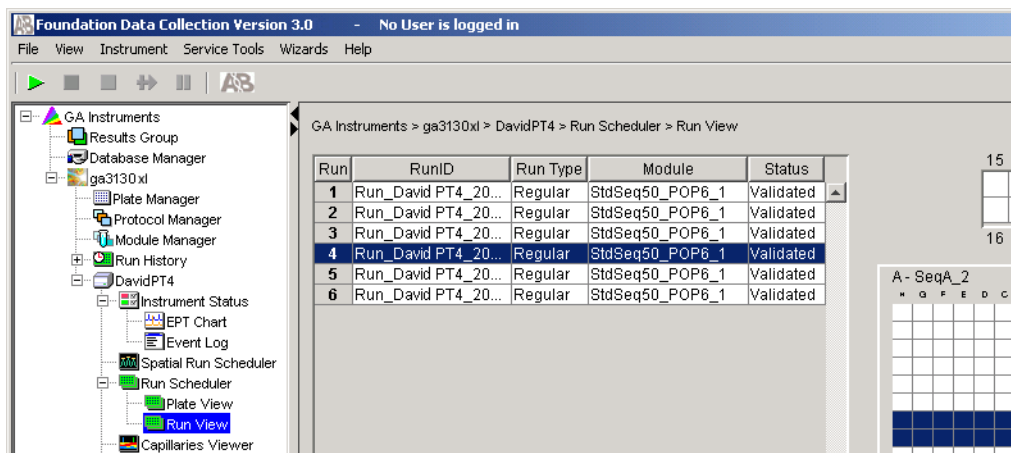 Foundation Data Collection Version 3.0 - No User is logged in
File View Instrument Service Tools Wizards Help
AB
GA Instruments
Results Group
Database Manager
ga3130xl
Plate Manager
Protocol Manager
Module Manager
Run History
DavidPT4
Instrument Status
EPT Chart
Event Log
Spatial Run Scheduler
Run Scheduler
Plate View
Run View
Capillaries Viewer
GA Instruments > ga3130xl > DavidPT4 > Run Scheduler > Run View
Run RunID Run Type Module Status
1 Run_David PT4_20... Regular StdSeq50_POP6_1 Validated
2 Run_David PT4_20... Regular StdSeq50_POP6_1 Validated
3 Run_David PT4_20... Regular StdSeq50_POP6_1 Validated
4 Run_David PT4_20... Regular StdSeq50_POP6_1 Validated
5 Run_David PT4_20... Regular StdSeq50_POP6_1 Validated
6 Run_David PT4_20... Regular StdSeq50_POP6_1 Validated
15
16
A - SeqA_2
H G F E D C